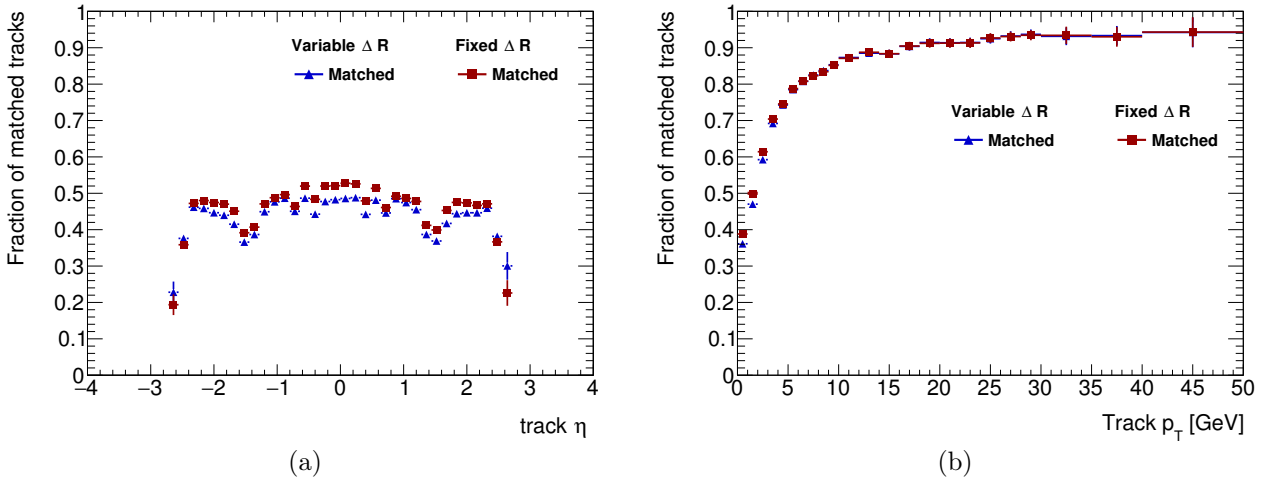 Fraction of matched tracks
1
0.9
0.8
0.7
0.6
0.5
0.4
0.3
0.2
0.1
0
Variable Δ R Fixed Δ R
Matched Matched
−4 −3 −2 −1 0 1 2 3 4
track η
(a)
Fraction of matched tracks
1
0.9
0.8
0.7
0.6
0.5
0.4
0.3
0.2
0.1
0
Variable Δ R Fixed Δ R
Matched Matched
0 5 10 15 20 25 30 35 40 45 50
Track p_T [GeV]
(b)